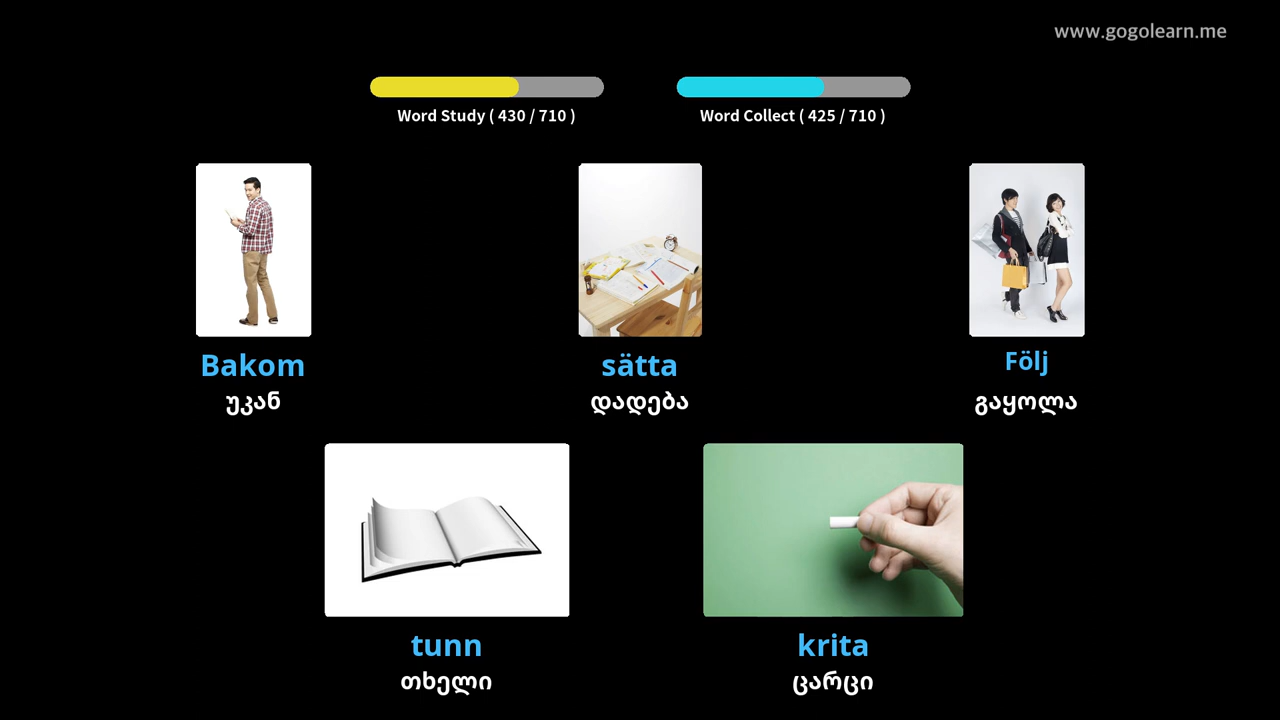 www.gogolearn.me
Word Study ( 430 / 710 )
Word Collect ( 425 / 710 )
Bakom
უკან
sätta
დადება
Följ
გაყოლა
tunn
თხელი
krita
ცარცი